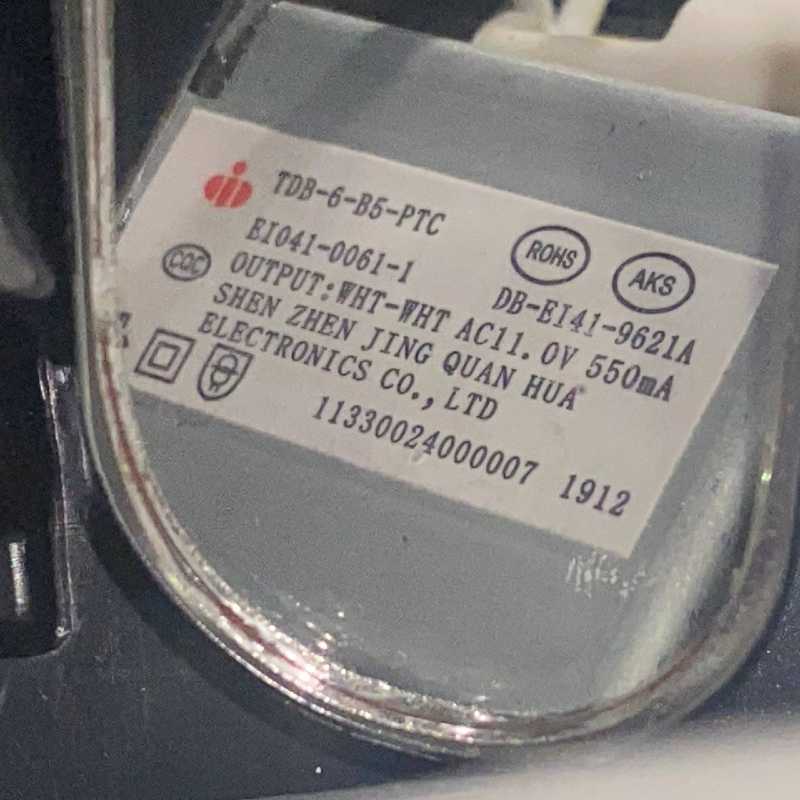 TDB-6-B5-PTC
EI041-0061-1
ROHS
AKS
CQC
DB-EI41-9621A
OUTPUT:WHT-WHT AC11.0V 550mA
SHEN ZHEN JING QUAN HUA
ELECTRONICS CO.,LTD
11330024000007 1912